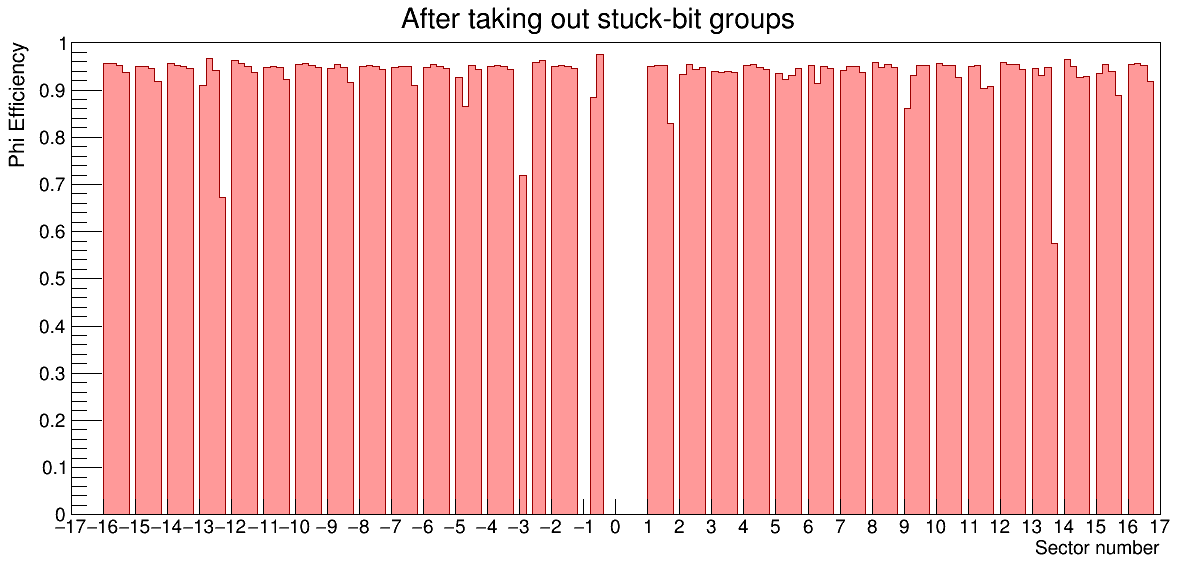 After taking out stuck-bit groups
Phi Efficiency
1
0.9
0.8
0.7
0.6
0.5
0.4
0.3
0.2
0.1
0
−17 −16 −15 −14 −13 −12 −11 −10 −9 −8 −7 −6 −5 −4 −3 −2 −1 0 1 2 3 4 5 6 7 8 9 10 11 12 13 14 15 16 17
Sector number